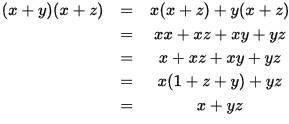 (x + y)(x + z) = x(x + z) + y(x + z)
= xx + xz + xy + yz
= x + xz + xy + yz
= x(1 + z + y) + yz
= x + yz